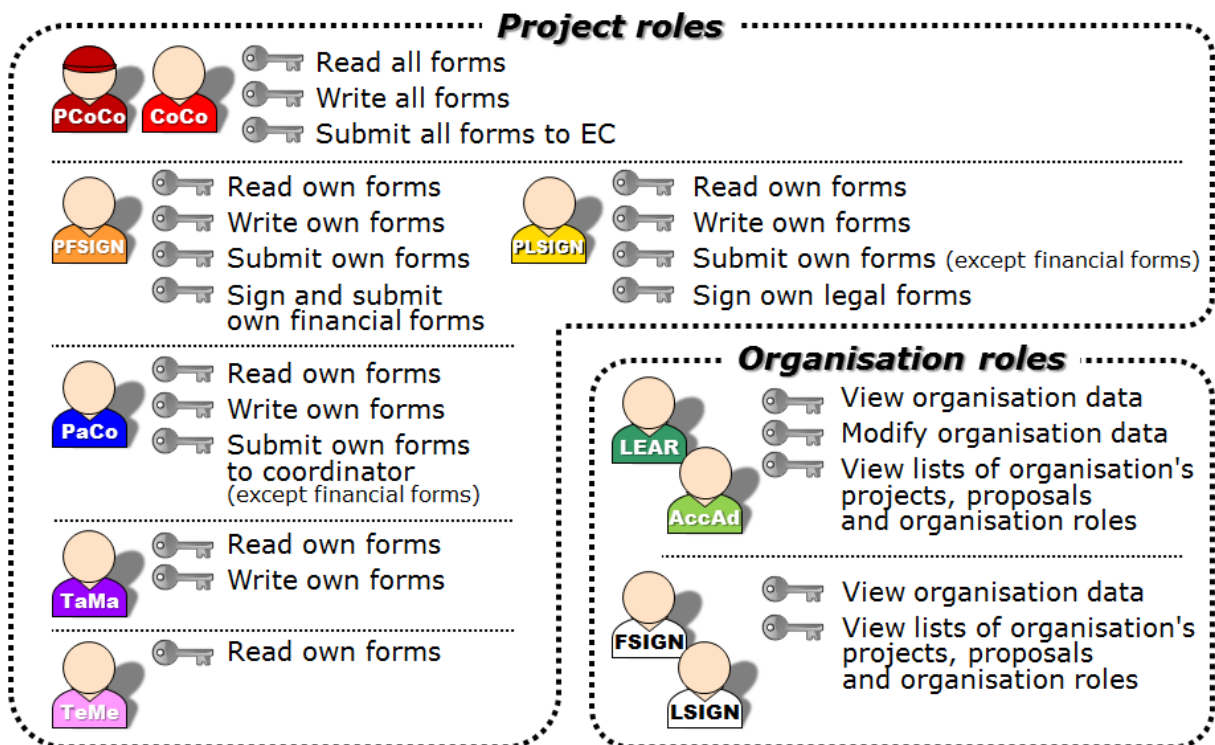 Project roles
PCoCo
CoCo
Read all forms
Write all forms
Submit all forms to EC
PFSIGN
Read own forms
Write own forms
Submit own forms
Sign and submit
own financial forms
PLSIGN
Read own forms
Write own forms
Submit own forms (except financial forms)
Sign own legal forms
PaCo
Read own forms
Write own forms
Submit own forms
to coordinator
(except financial forms)
TaMa
Read own forms
Write own forms
TeMe
Read own forms
Organisation roles
LEAR
AccAd
View organisation data
Modify organisation data
View lists of organisation's
projects, proposals
and organisation roles
FSIGN
LSIGN
View organisation data
View lists of organisation's
projects, proposals
and organisation roles